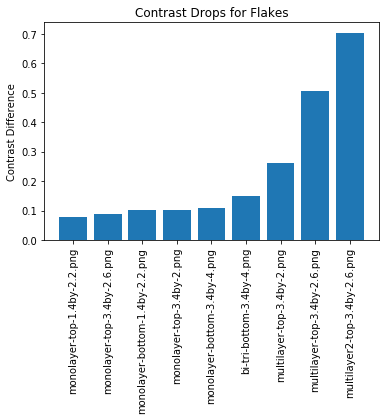 Contrast Drops for Flakes
Contrast Difference
0.7
0.6
0.5
0.4
0.3
0.2
0.1
0.0
monolayer-top-1.4by-2.2.png
monolayer-top-3.4by-2.6.png
monolayer-bottom-1.4by-2.2.png
monolayer-top-3.4by-2.png
monolayer-bottom-3.4by-4.png
bi-tri-bottom-3.4by-4.png
multilayer-top-3.4by-2.png
multilayer-top-3.4by-2.6.png
multilayer2-top-3.4by-2.6.png